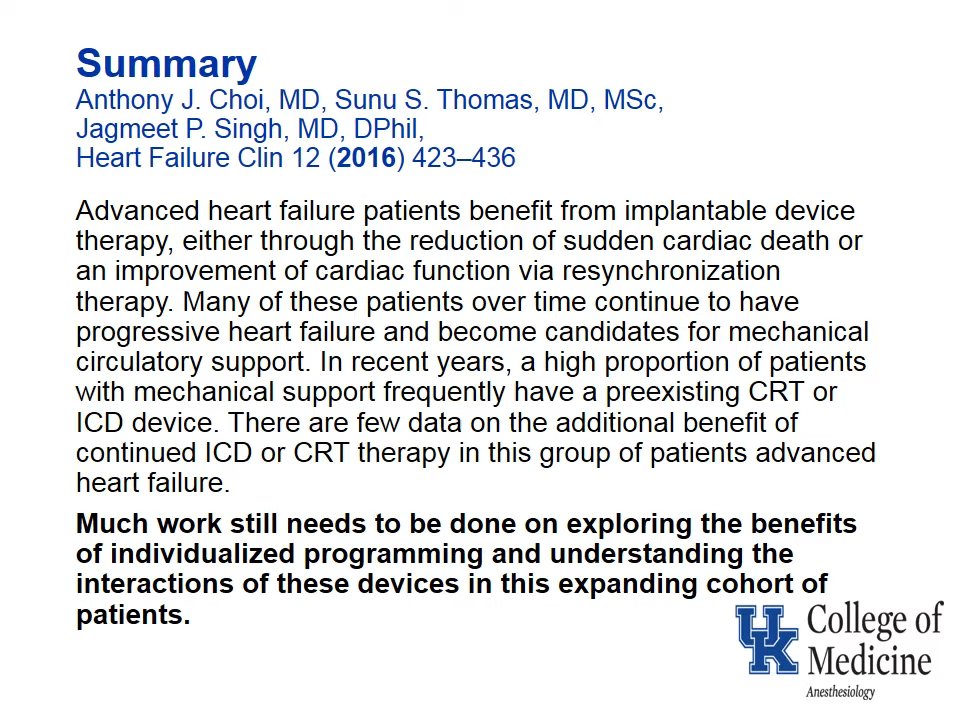 Summary
Anthony J. Choi, MD, Sunu S. Thomas, MD, MSc,
Jagmeet P. Singh, MD, DPhil,
Heart Failure Clin 12 (2016) 423–436
Advanced heart failure patients benefit from implantable device
therapy, either through the reduction of sudden cardiac death or
an improvement of cardiac function via resynchronization
therapy. Many of these patients over time continue to have
progressive heart failure and become candidates for mechanical
circulatory support. In recent years, a high proportion of patients
with mechanical support frequently have a preexisting CRT or
ICD device. There are few data on the additional benefit of
continued ICD or CRT therapy in this group of patients advanced
heart failure.
Much work still needs to be done on exploring the benefits
of individualized programming and understanding the
interactions of these devices in this expanding cohort of
patients.
UK
College of
Medicine
Anesthesiology